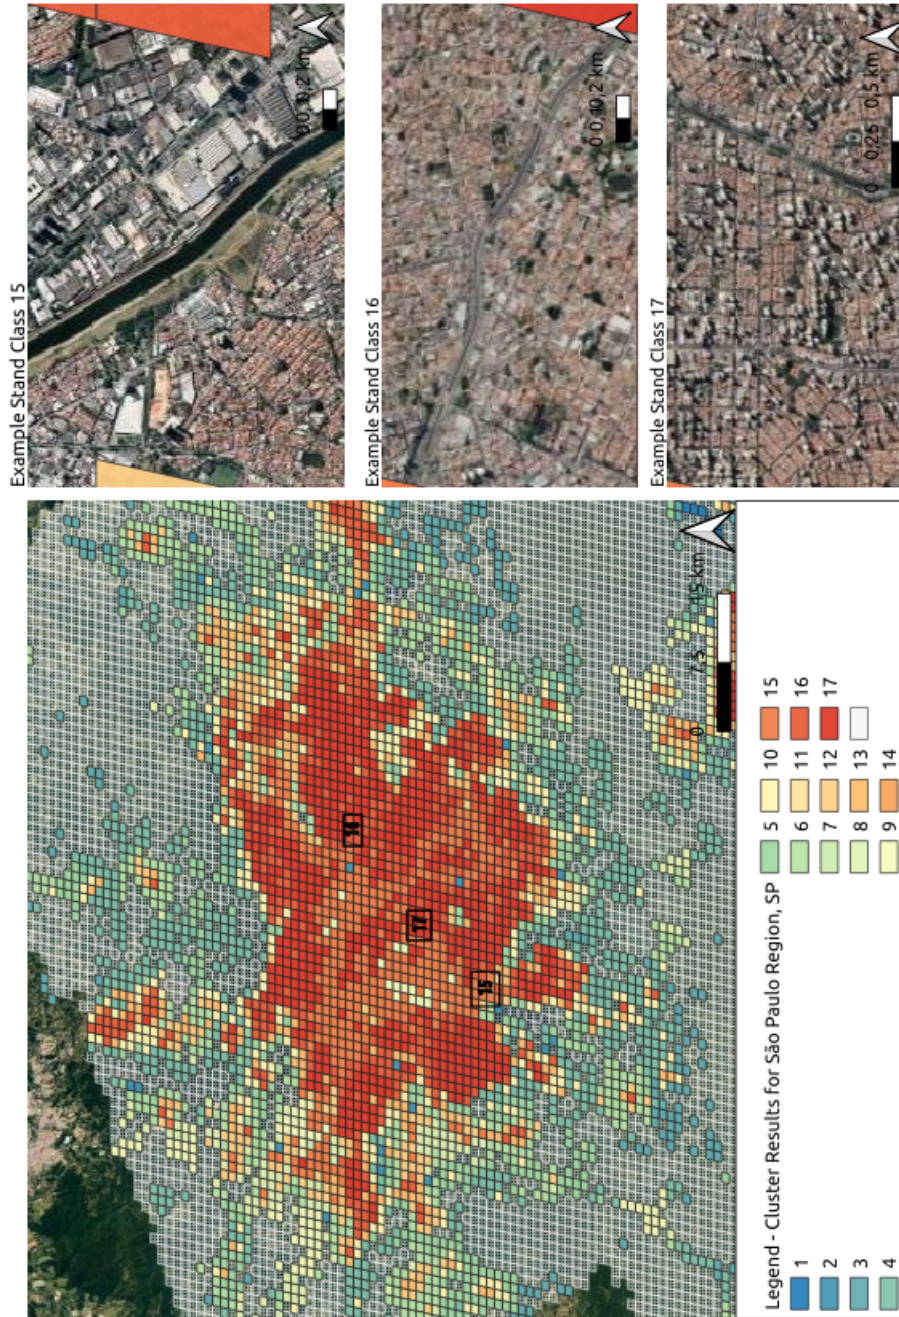 16
17
15
0 7,5 15 km
Legend - Cluster Results for São Paulo Region, SP
1
2
3
4
5
6
7
8
9
10
11
12
13
14
15
16
17
Example Stand Class 15
0 0,1 0,2 km
Example Stand Class 16
0 0,1 0,2 km
Example Stand Class 17
0 0,25 0,5 km